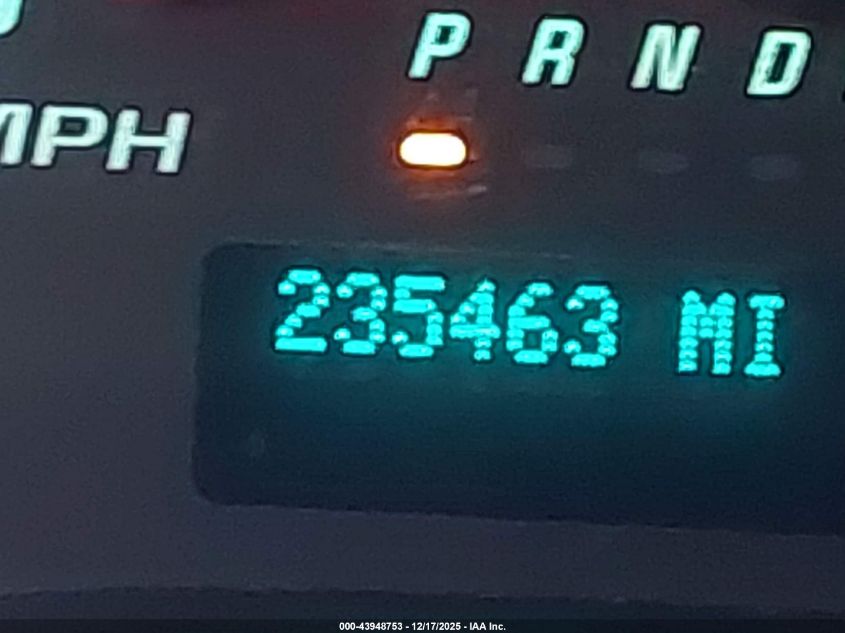 P R N D
MPH
235463 MI
000-43948753 - 12/17/2025 - IAA Inc.